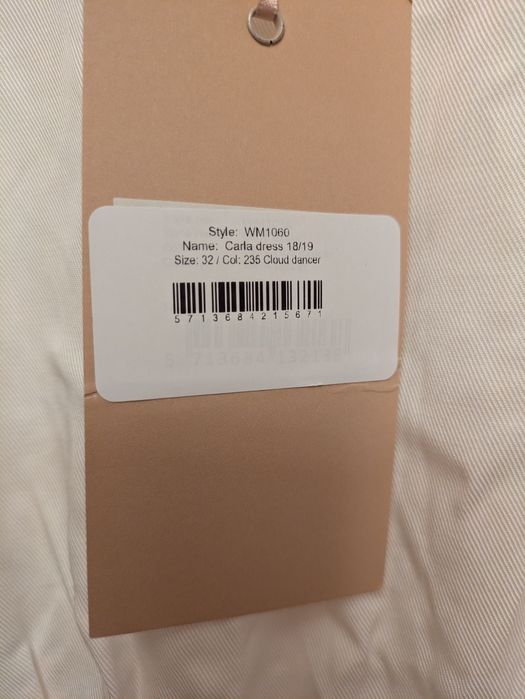 Style: WM1060
Name: Carla dress 18/19
Size: 32 / Col: 235 Cloud dancer
5713684215671